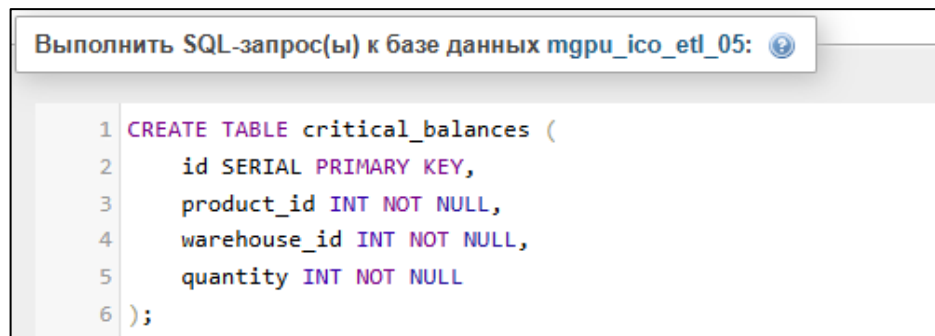 Выполнить SQL-запрос(ы) к базе данных mgpu_ico_etl_05:
1 CREATE TABLE critical_balances (
2 id SERIAL PRIMARY KEY,
3 product_id INT NOT NULL,
4 warehouse_id INT NOT NULL,
5 quantity INT NOT NULL
6 );